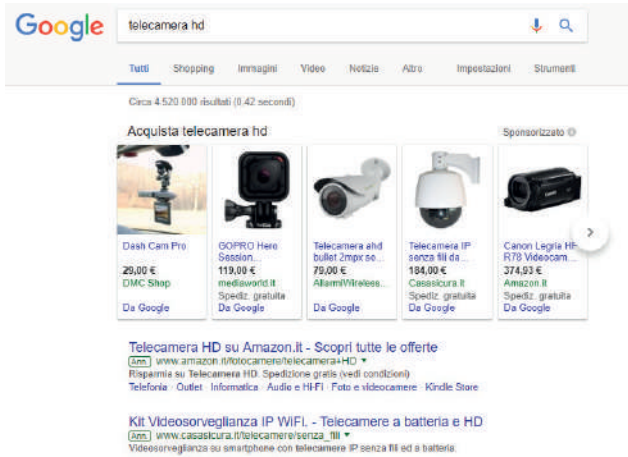 Google telecamera hd
Tutti Shopping Immagini Video Notizie Altro Impostazioni Strumenti
Circa 4.520.000 risultati (0,42 secondi)
Acquista telecamera hd Sponsorizzato
Dash Cam Pro
29,00 €
DMC Shop
Da Google
GOPRO Hero
Session...
119,00 €
mediaworld.it
Spediz. gratuita
Da Google
Telecamera ahd
bullet 2mpx se...
79,00 €
AllarmiWireless...
Da Google
Telecamera IP
senza fili da...
184,00 €
Casasicura.it
Spediz. gratuita
Da Google
Canon Legria HF
R78 Videocam...
374,93 €
Amazon.it
Spediz. gratuita
Da Google
Telecamera HD su Amazon.it - Scopri tutte le offerte
Ann. www.amazon.it/fotocamere/telecamera+HD
Risparmia su Telecamera HD. Spedizione gratis (vedi condizioni)
Telefonia · Outlet · Informatica · Audio e Hi-Fi · Foto e videocamere · Kindle Store
Kit Videosorveglianza IP WiFi. - Telecamere a batteria e HD
Ann. www.casasicura.it/telecamere/senza_fili
Videosorveglianza su smartphone con telecamere IP senza fili ed a batteria.